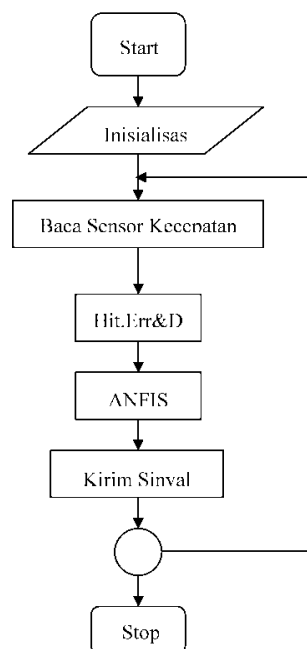 Start
Inisialisas
Baca Sensor Kecepatan
Hit.Err&D
ANFIS
Kirim Sinyal
Stop